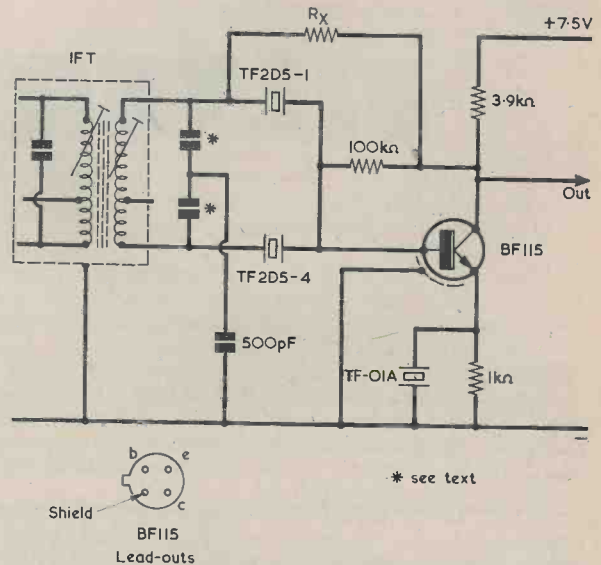 IFT
Rx
+7·5V
TF2D5-1
3·9kΩ
100kΩ
*
*
Out
BF115
TF2D5-4
500pF
TF-01A
1kΩ
−
b
e
c
Shield
BF115
Lead-outs
* see text